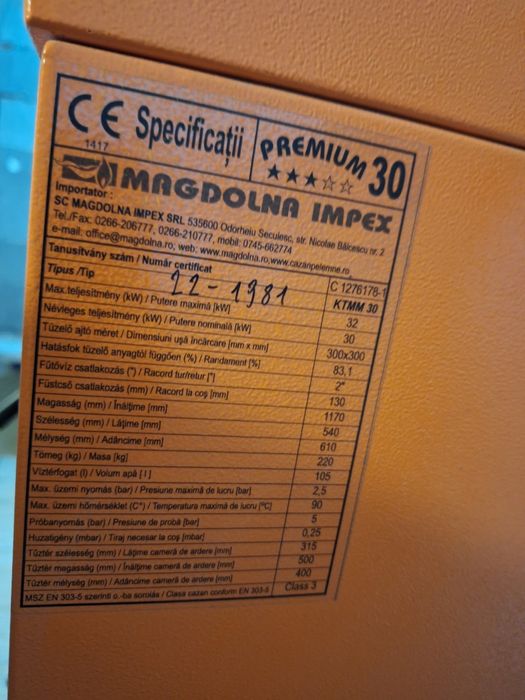 CE Specificații PREMIUM 30
1417 ★★★☆☆
MAGDOLNA IMPEX
Importator :
SC MAGDOLNA IMPEX SRL 535600 Odorheiu Secuiesc, str. Nicolae Bălcescu nr. 2
Tel./Fax: 0266-206777, 0266-210777, mobil: 0745-662774
e-mail: office@magdolna.ro; web: www.magdolna.ro;www.cazanpelemne.ro
Tanusítvány szám / Număr certificat C 1276178-1
Típus /Tip KTMM 30
22-1981
Max.teljesítmény (kW) / Putere maximă [kW] 32
Névleges teljesítmény (kW) / Putere nominală [kW] 30
Tüzelő ajtó méret / Dimensiuni ușă încărcare [mm x mm] 300x300
Hatásfok tüzelő anyagtól függően (%) / Randament [%] 83,1
Fűtővíz csatlakozás (") / Racord tur/retur ["] 2"
Füstcső csatlakozás (mm) / Racord la coș [mm] 130
Magasság (mm) / Înălțime [mm] 1170
Szélesség (mm) / Lățime [mm] 540
Mélység (mm) / Adâncime [mm] 610
Tömeg (kg) / Masa [kg] 220
Víztérfogat (l) / Volum apă [ l ] 105
Max. üzemi nyomás (bar) / Presiune maximă de lucru [bar] 2,5
Max. üzemi hőmérséklet (C°) / Temperatura maximă de lucru [°C] 90
Próbanyomás (bar) / Presiune de probă [bar] 5
Huzatigény (mbar) / Tiraj necesar la coș [mbar] 0,25
Tűztér szélesség (mm) / Lățime cameră de ardere [mm] 315
Tűztér magasság (mm) / Înălțime cameră de ardere [mm] 500
Tűztér mélység (mm) / Adâncime cameră de ardere [mm] 400
MSZ EN 303-5 szerinti o.-ba sorolás / Clasa cazan conform EN 303-5 Class 3